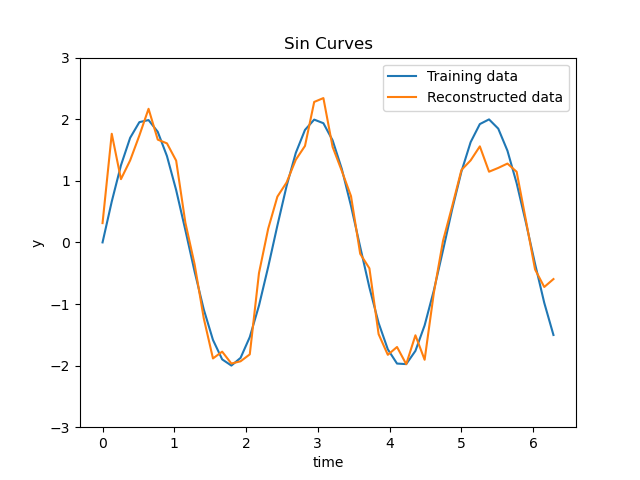 Sin Curves
Training data
Reconstructed data
3
2
1
0
−1
−2
−3
y
0
1
2
3
4
5
6
time